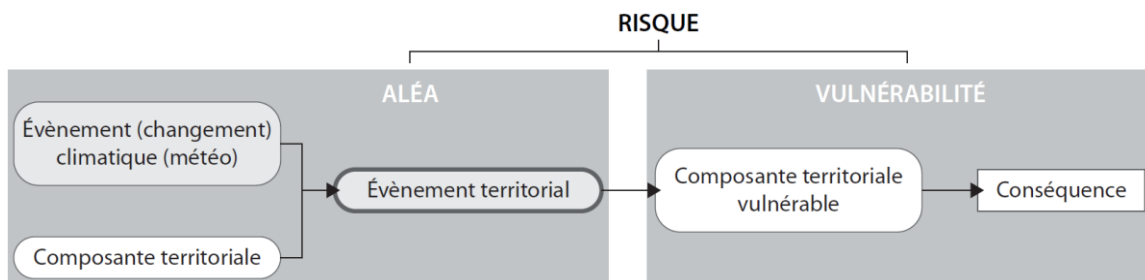 RISQUE
ALÉA
Évènement (changement)
climatique (météo)
Composante territoriale
Évènement territorial
VULNÉRABILITÉ
Composante territoriale
vulnérable
Conséquence